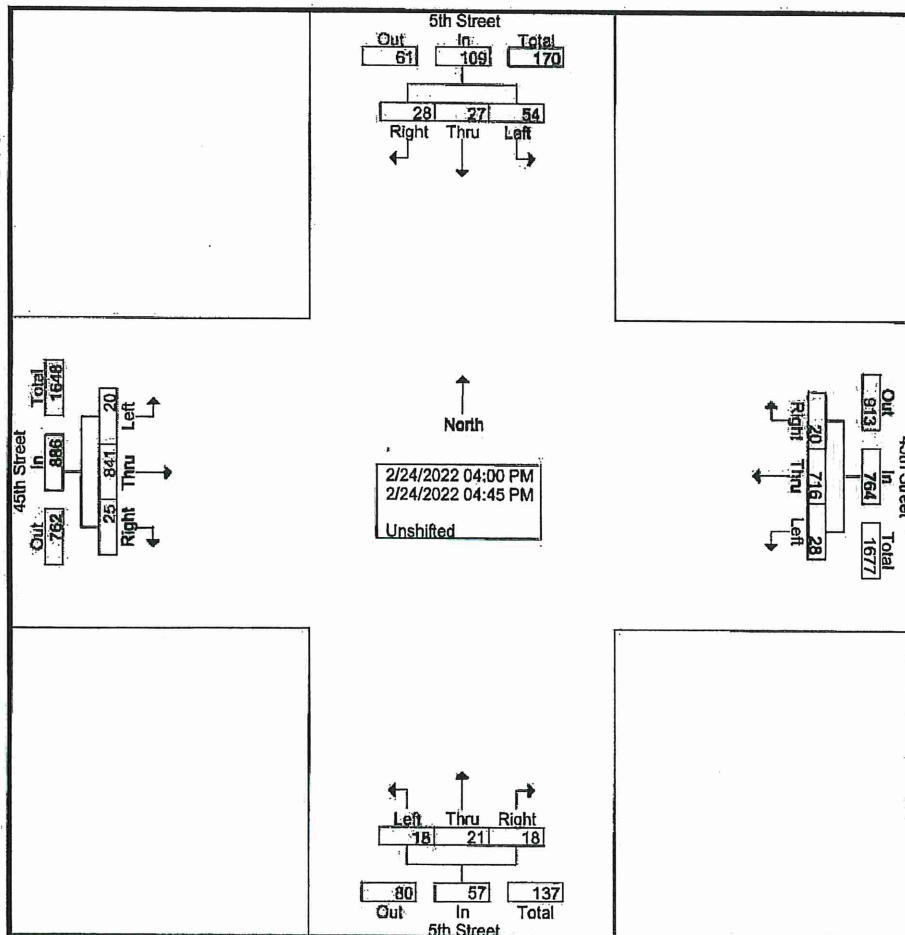 5th Street
Out In Total
61 109 170
28 27 54
Right Thru Left
45th Street
Total In Out
1648 886 762
20 841 25
Left Thru Right
North
2/24/2022 04:00 PM
2/24/2022 04:45 PM
Unshifted
Right Thru Left
20 716 28
Out In Total
913 764 1677
45th Street
Left Thru Right
18 21 18
80 57 137
Out In Total
5th Street